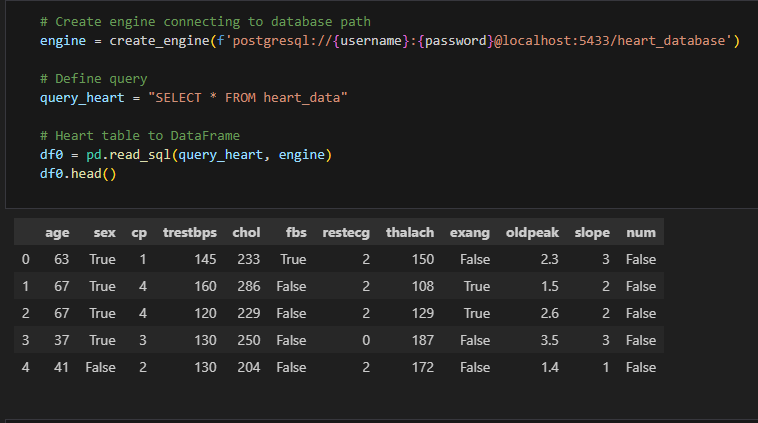 # Create engine connecting to database path
engine = create_engine(f'postgresql://{username}:{password}@localhost:5433/heart_database')
# Define query
query_heart = "SELECT * FROM heart_data"
# Heart table to DataFrame
df0 = pd.read_sql(query_heart, engine)
df0.head()
age sex cp trestbps chol fbs restecg thalach exang oldpeak slope num
0 63 True 1 145 233 True 2 150 False 2.3 3 False
1 67 True 4 160 286 False 2 108 True 1.5 2 False
2 67 True 4 120 229 False 2 129 True 2.6 2 False
3 37 True 3 130 250 False 0 187 False 3.5 3 False
4 41 False 2 130 204 False 2 172 False 1.4 1 False